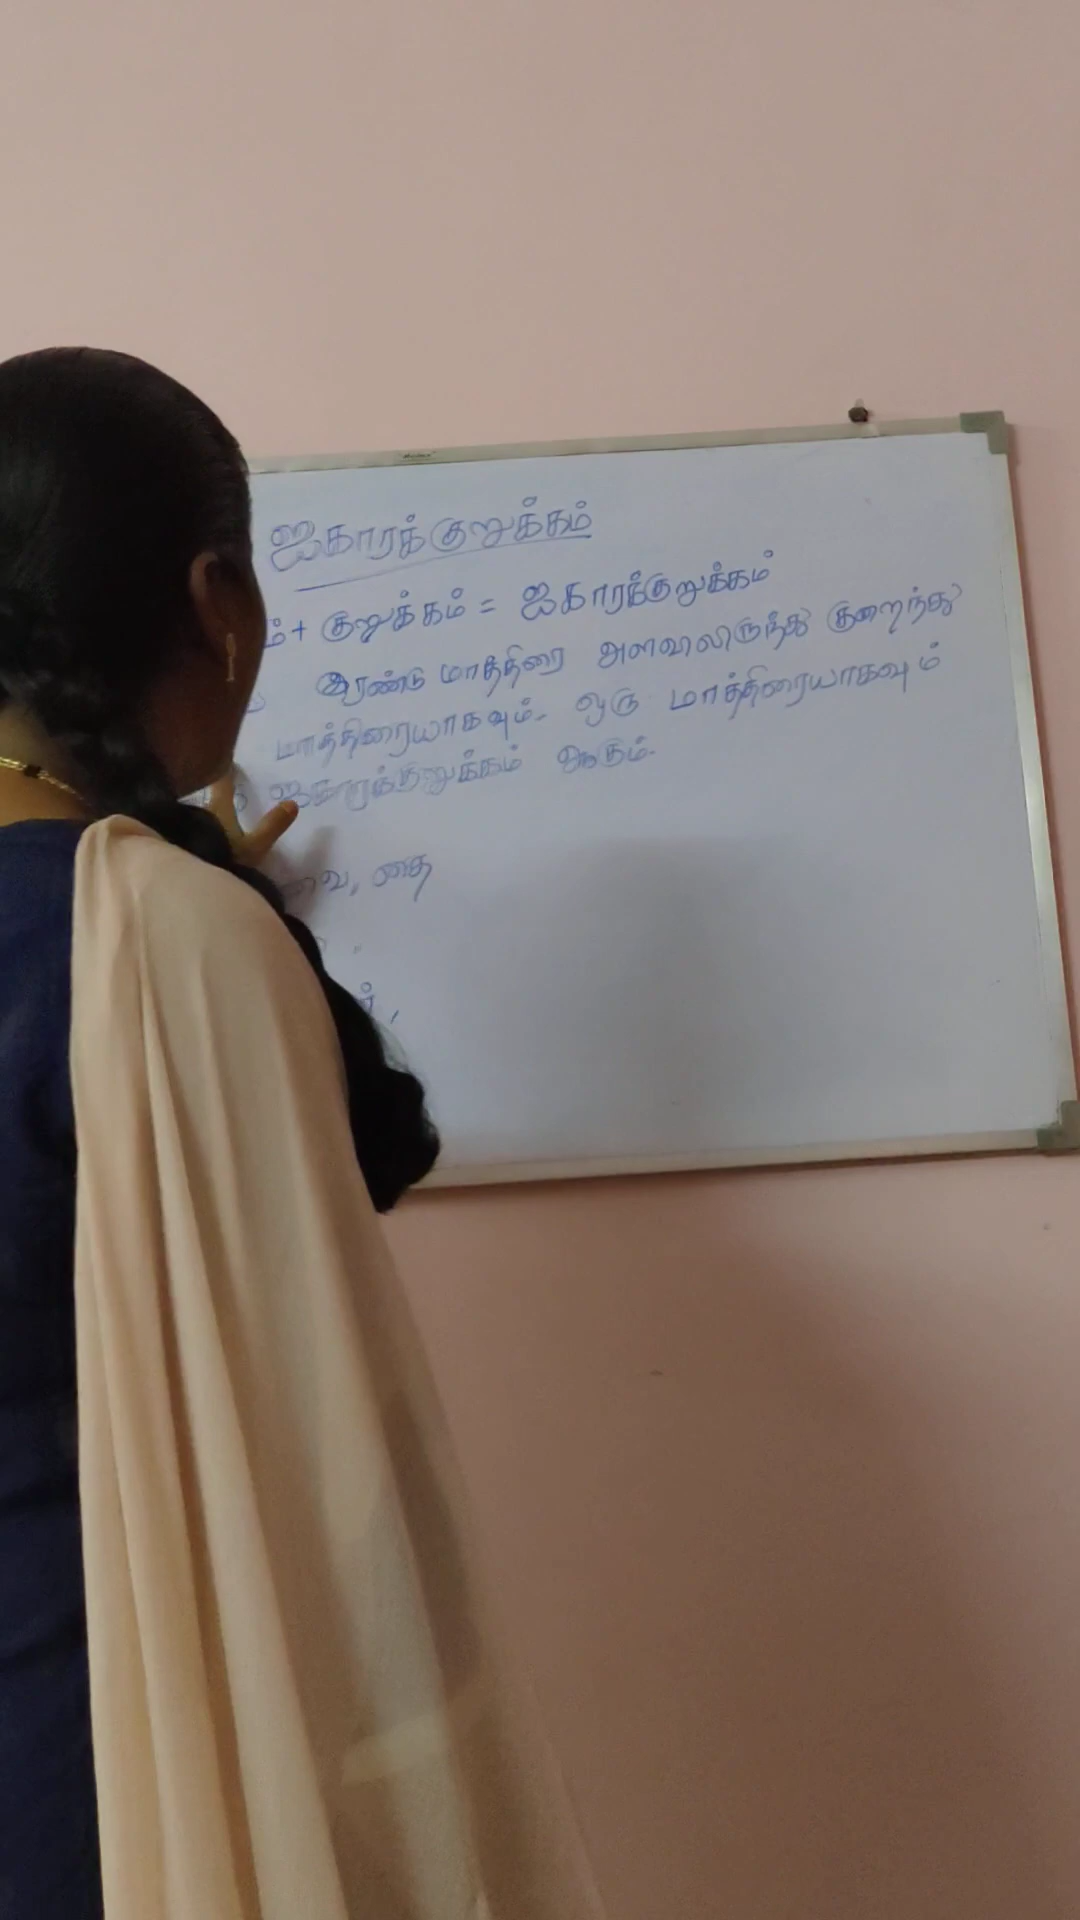 ஐகாரக்குறுக்கம்
ம் + குறுக்கம் = ஐகாரக்குறுக்கம்
இரண்டு மாத்திரை அளவிலிருந்து குறைந்து
மாத்திரையாகவும். ஒரு மாத்திரையாகவும்
ஐகாரக்குறுக்கம் ஆகும்.
வை, தை